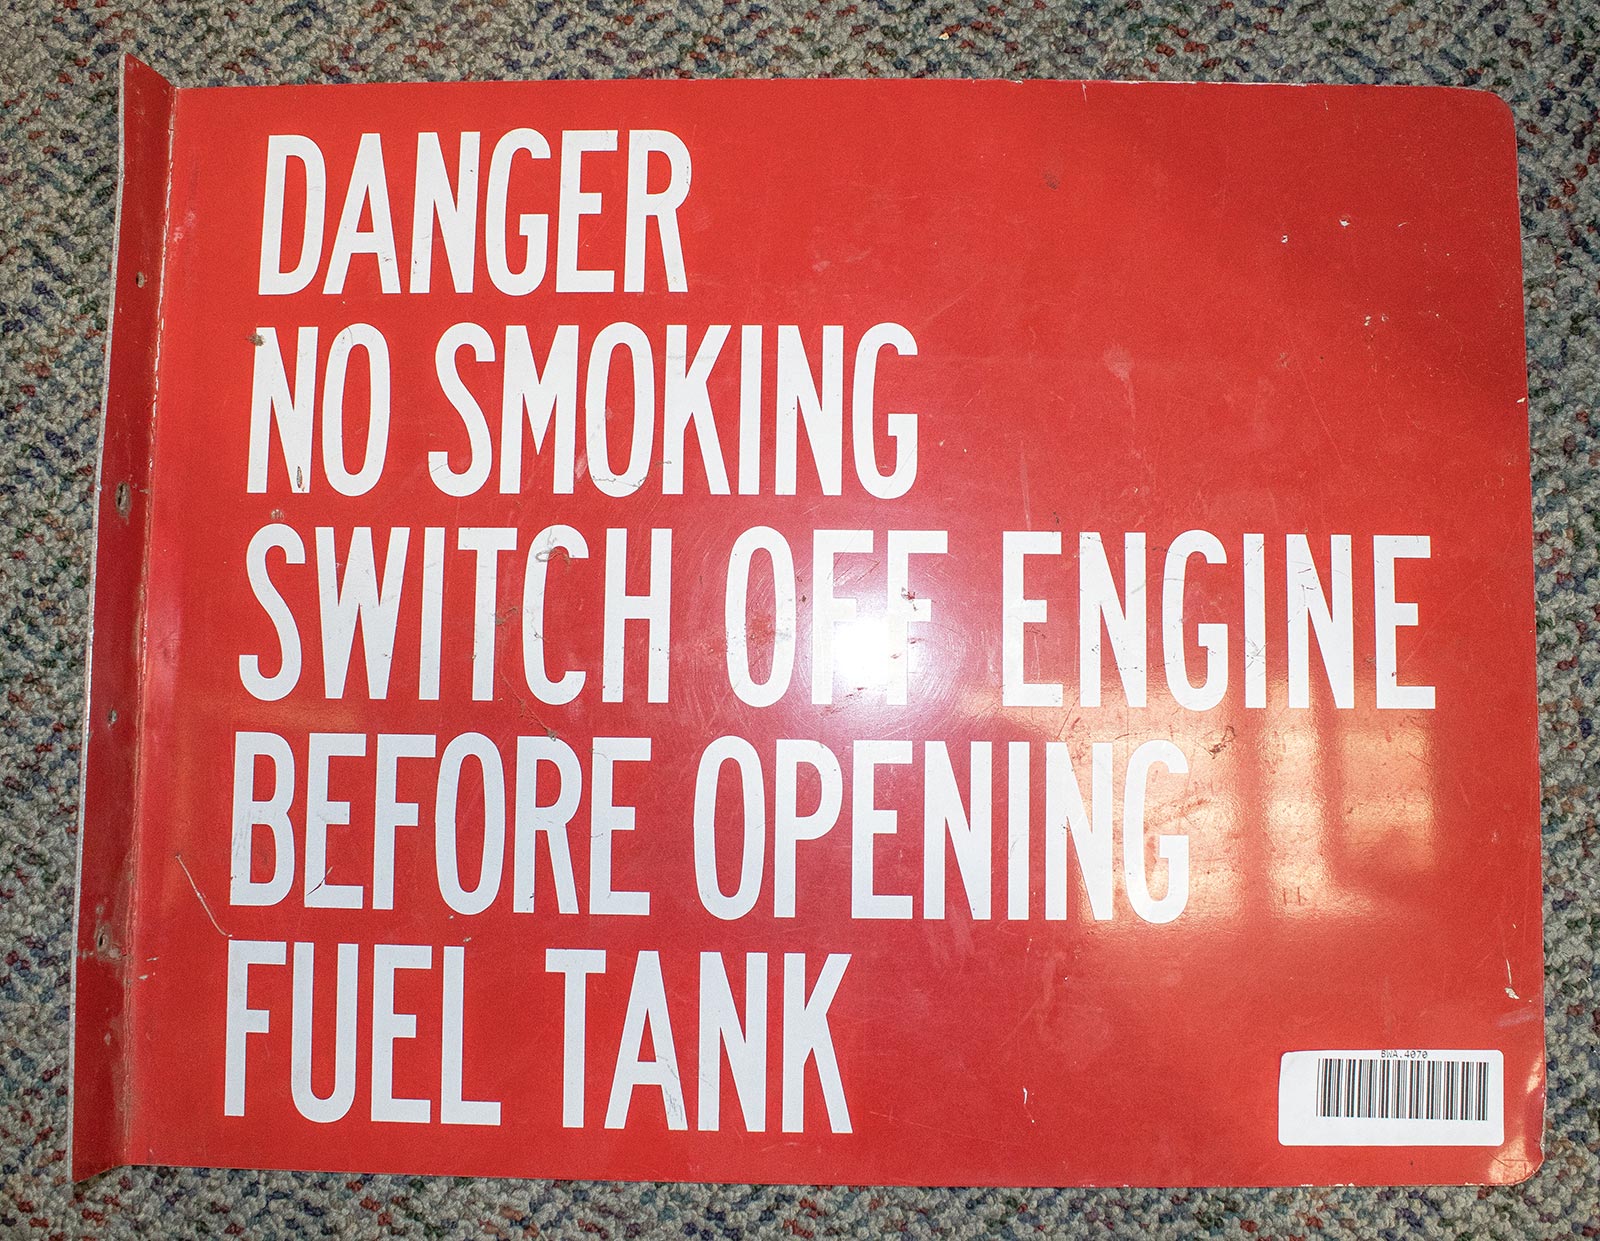 DANGER
NO SMOKING
SWITCH OFF ENGINE
BEFORE OPENING
FUEL TANK
BWA.4070